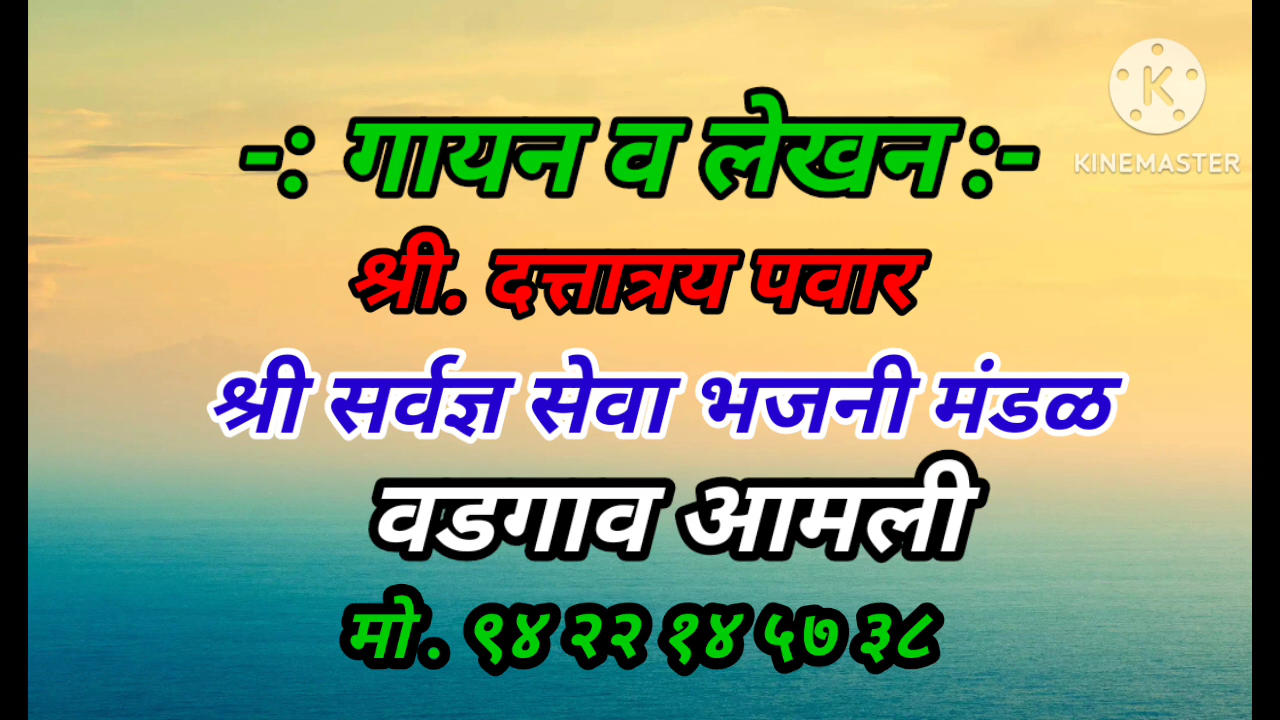 -: गायन व लेखन :-
K
KINEMASTER
श्री. दत्तात्रय पवार
श्री सर्वज्ञ सेवा भजनी मंडळ
वडगाव आमली
मो. ९४ २२ १४ ५७ ३८